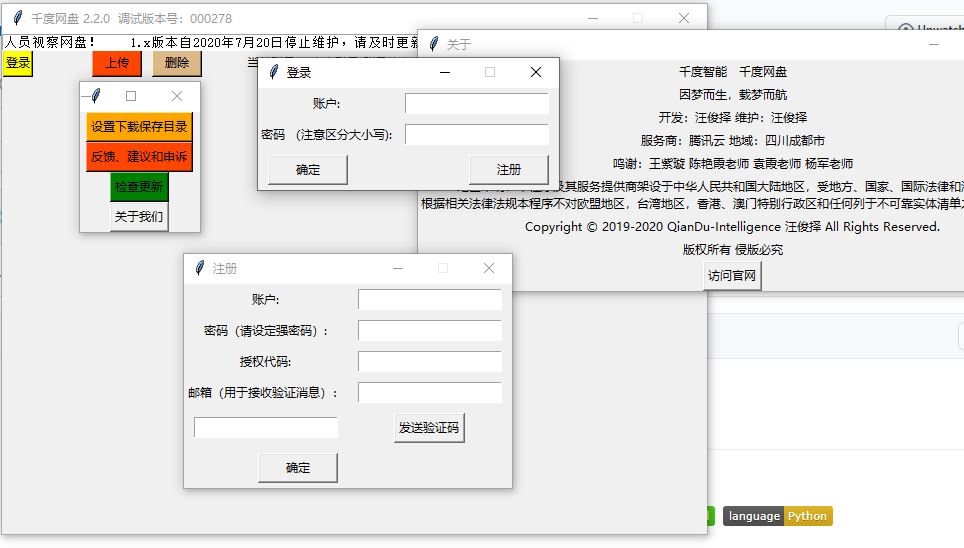 千度网盘 2.2.0 调试版本号：000278
人员视察网盘！ 1.x版本自2020年7月20日停止维护，请及时更新
登录
上传
删除
设置下载保存目录
反馈、建议和申诉
检查更新
关于我们
登录
账户:
密码 （注意区分大小写):
确定
注册
关于
千度智能 千度网盘
因梦而生，载梦而航
开发：汪俊择 维护：汪俊择
服务商：腾讯云 地域：四川成都市
鸣谢：王紫璇 陈艳霞老师 袁霞老师 杨军老师
及其服务提供商架设于中华人民共和国大陆地区，受地方、国家、国际法律和
根据相关法律法规本程序不对欧盟地区，台湾地区，香港、澳门特别行政区和任何列于不可靠实体清单
Copyright © 2019-2020 QianDu-Intelligence 汪俊择 All Rights Reserved.
版权所有 侵版必究
访问官网
注册
账户:
密码（请设定强密码）:
授权代码:
邮箱（用于接收验证消息）:
发送验证码
确定
language Python